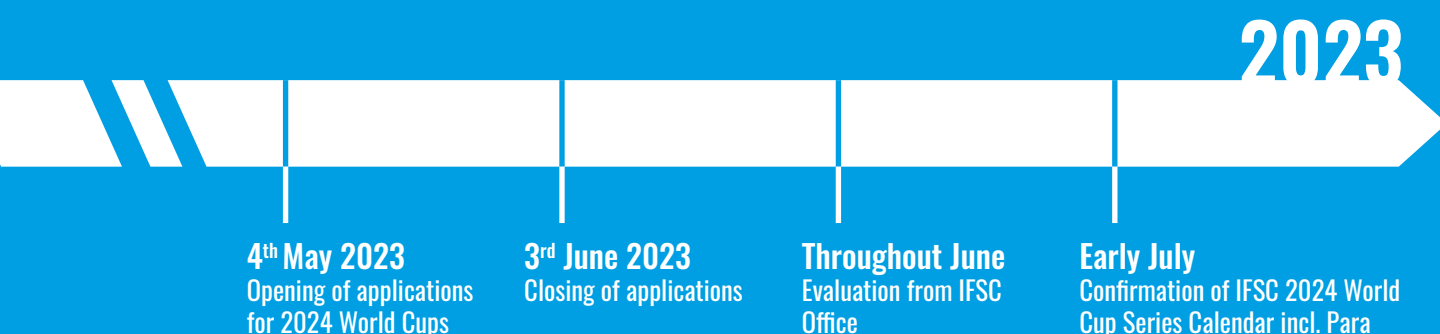 2023
4th May 2023
Opening of applications
for 2024 World Cups
3rd June 2023
Closing of applications
Throughout June
Evaluation from IFSC
Office
Early July
Confirmation of IFSC 2024 World
Cup Series Calendar incl. Para